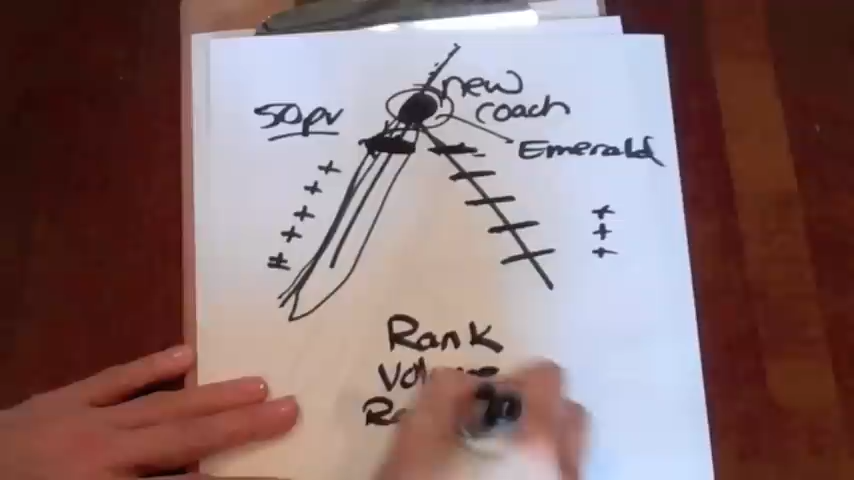 new
coach
50pv
Emerald
+
+
+
+
+
+
+
+
Rank